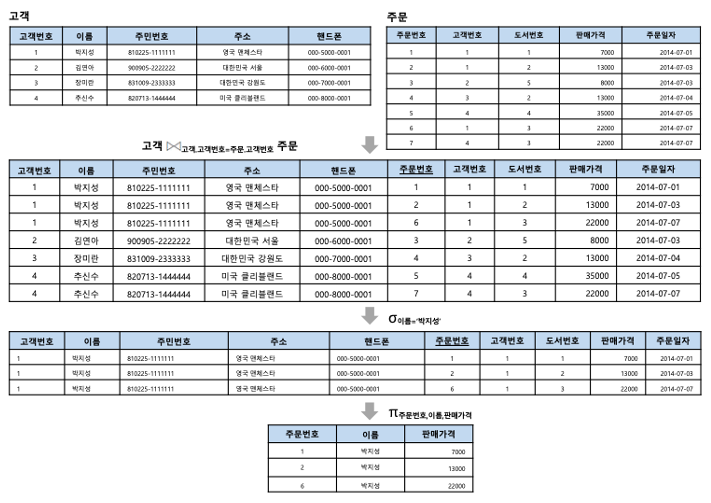 고객
고객번호 이름 주민번호 주소 핸드폰
1 박지성 810225-1111111 영국 맨체스타 000-5000-0001
2 김연아 900905-2222222 대한민국 서울 000-6000-0001
3 장미란 831009-2333333 대한민국 강원도 000-7000-0001
4 추신수 820713-1444444 미국 클리블랜드 000-8000-0001
주문
주문번호 고객번호 도서번호 판매가격 주문일자
1 1 1 7000 2014-07-01
2 1 2 13000 2014-07-03
3 2 5 8000 2014-07-03
4 3 2 13000 2014-07-04
5 4 4 35000 2014-07-05
6 1 3 22000 2014-07-07
7 4 3 22000 2014-07-07
고객 ⋈고객,고객번호=주문,고객번호 주문
고객번호 이름 주민번호 주소 핸드폰 주문번호 고객번호 도서번호 판매가격 주문일자
1 박지성 810225-1111111 영국 맨체스타 000-5000-0001 1 1 1 7000 2014-07-01
1 박지성 810225-1111111 영국 맨체스타 000-5000-0001 2 1 2 13000 2014-07-03
1 박지성 810225-1111111 영국 맨체스타 000-5000-0001 6 1 3 22000 2014-07-07
2 김연아 900905-2222222 대한민국 서울 000-6000-0001 3 2 5 8000 2014-07-03
3 장미란 831009-2333333 대한민국 강원도 000-7000-0001 4 3 2 13000 2014-07-04
4 추신수 820713-1444444 미국 클리블랜드 000-8000-0001 5 4 4 35000 2014-07-05
4 추신수 820713-1444444 미국 클리블랜드 000-8000-0001 7 4 3 22000 2014-07-07
σ이름='박지성'
고객번호 이름 주민번호 주소 핸드폰 주문번호 고객번호 도서번호 판매가격 주문일자
1 박지성 810225-1111111 영국 맨체스타 000-5000-0001 1 1 1 7000 2014-07-01
1 박지성 810225-1111111 영국 맨체스타 000-5000-0001 2 1 2 13000 2014-07-03
1 박지성 810225-1111111 영국 맨체스타 000-5000-0001 6 1 3 22000 2014-07-07
π주문번호,이름,판매가격
주문번호 이름 판매가격
1 박지성 7000
2 박지성 13000
6 박지성 22000